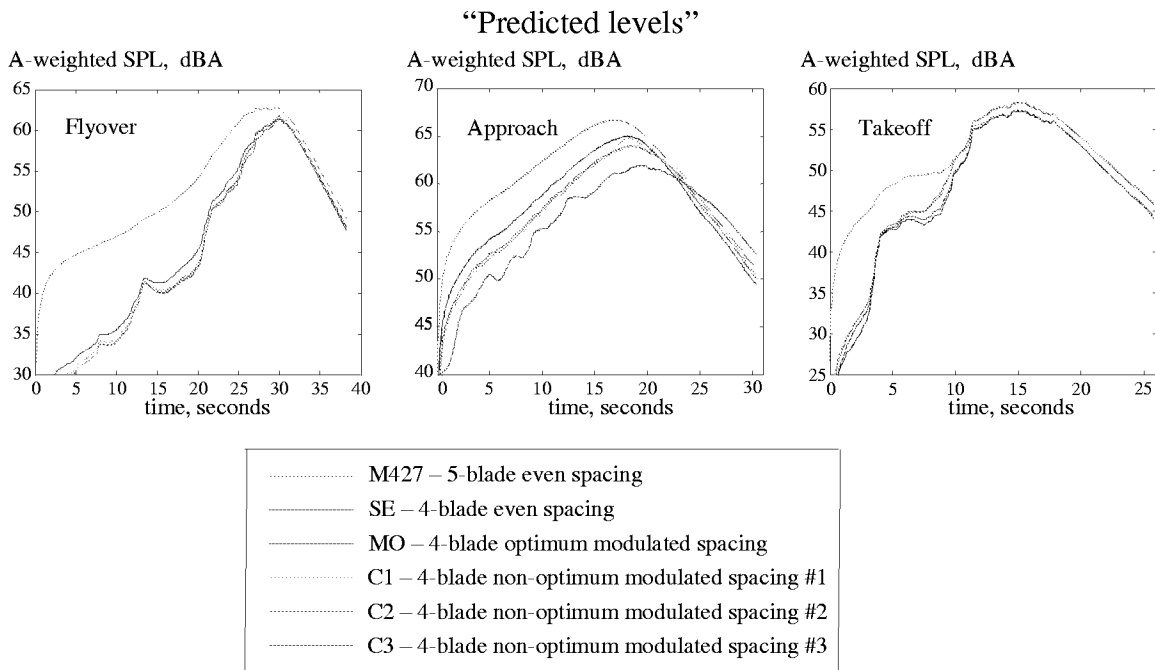 “Predicted levels”
A-weighted SPL, dBA
A-weighted SPL, dBA
A-weighted SPL, dBA
65
60
55
50
45
40
35
30
Flyover
0 5 10 15 20 25 30 35 40
time, seconds
70
65
60
55
50
45
40
Approach
0 5 10 15 20 25 30
time, seconds
60
55
50
45
40
35
30
25
Takeoff
0 5 10 15 20 25
time, seconds
M427 – 5-blade even spacing
SE – 4-blade even spacing
MO – 4-blade optimum modulated spacing
C1 – 4-blade non-optimum modulated spacing #1
C2 – 4-blade non-optimum modulated spacing #2
C3 – 4-blade non-optimum modulated spacing #3